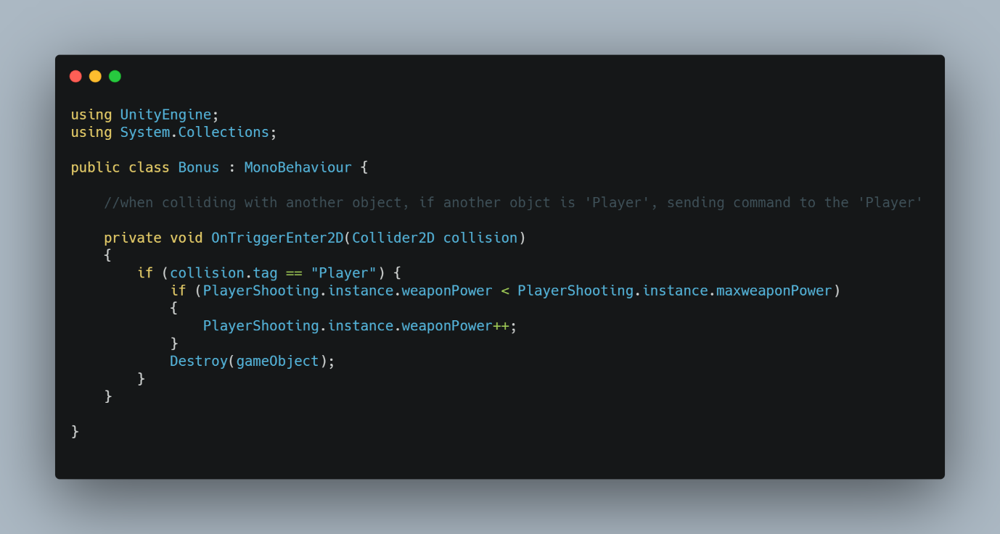 using UnityEngine;
using System.Collections;
public class Bonus : MonoBehaviour {
//when colliding with another object, if another objct is 'Player', sending command to the 'Player'
private void OnTriggerEnter2D(Collider2D collision)
{
if (collision.tag == "Player") {
if (PlayerShooting.instance.weaponPower < PlayerShooting.instance.maxweaponPower)
{
PlayerShooting.instance.weaponPower++;
}
Destroy(gameObject);
}
}
}